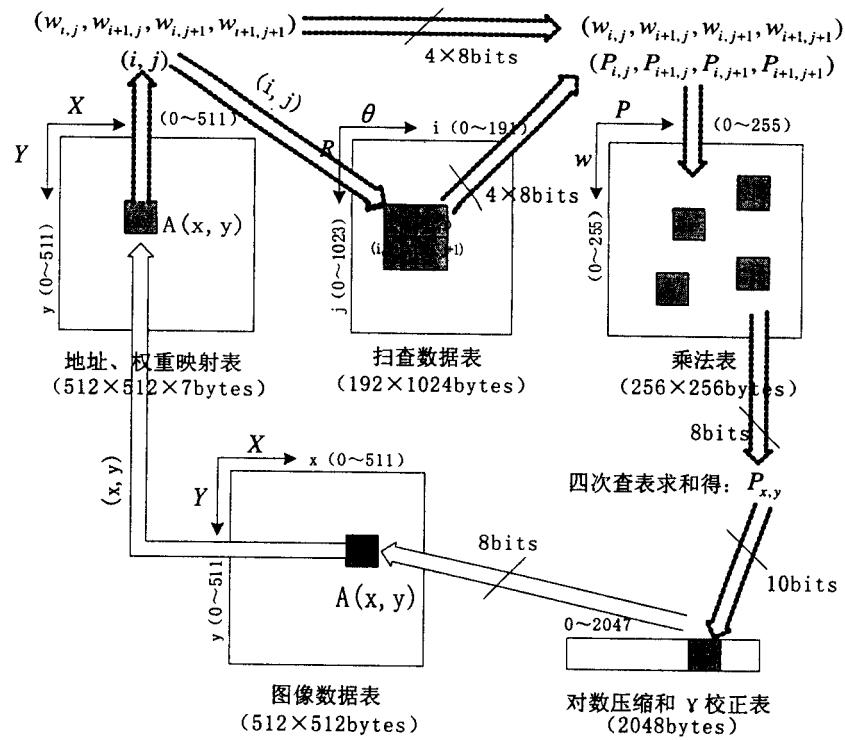 (w_{i,j}, w_{i+1,j}, w_{i,j+1}, w_{i+1,j+1})
(i, j)
4×8bits
(w_{i,j}, w_{i+1,j}, w_{i,j+1}, w_{i+1,j+1})
(P_{i,j}, P_{i+1,j}, P_{i,j+1}, P_{i+1,j+1})
X
(0～511)
Y
y (0～511)
A(x, y)
地址、权重映射表
(512×512×7bytes)
(i, j)
θ
i (0～191)
R
j (0～1023)
(i,
+1)
4×8bits
扫查数据表
(192×1024bytes)
P
(0～255)
w
(0～255)
乘法表
(256×256bytes)
8bits
四次查表求和得: P_{x,y}
10bits
(x, y)
X
x (0～511)
Y
y (0～511
A(x, y)
8bits
图像数据表
(512×512bytes)
0～2047
对数压缩和 γ 校正表
(2048bytes)